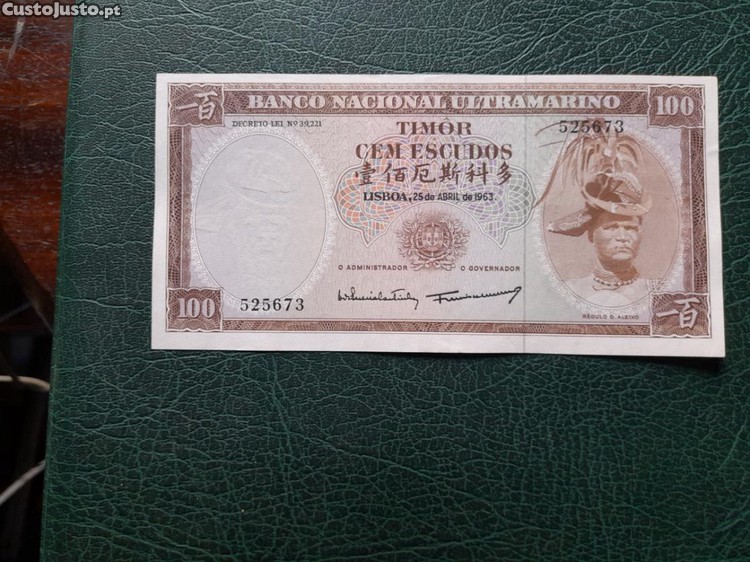 CustoJusto.pt
一百 BANCO NACIONAL ULTRAMARINO 100
DECRETO-LEI Nº 39.221
TIMOR 525673
CEM ESCUDOS
壹佰厄斯科多
LISBOA, 25 de ABRIL de 1963
O ADMINISTRADOR O GOVERNADOR
100 525673
RÉGULO D. ALEIXO
一百